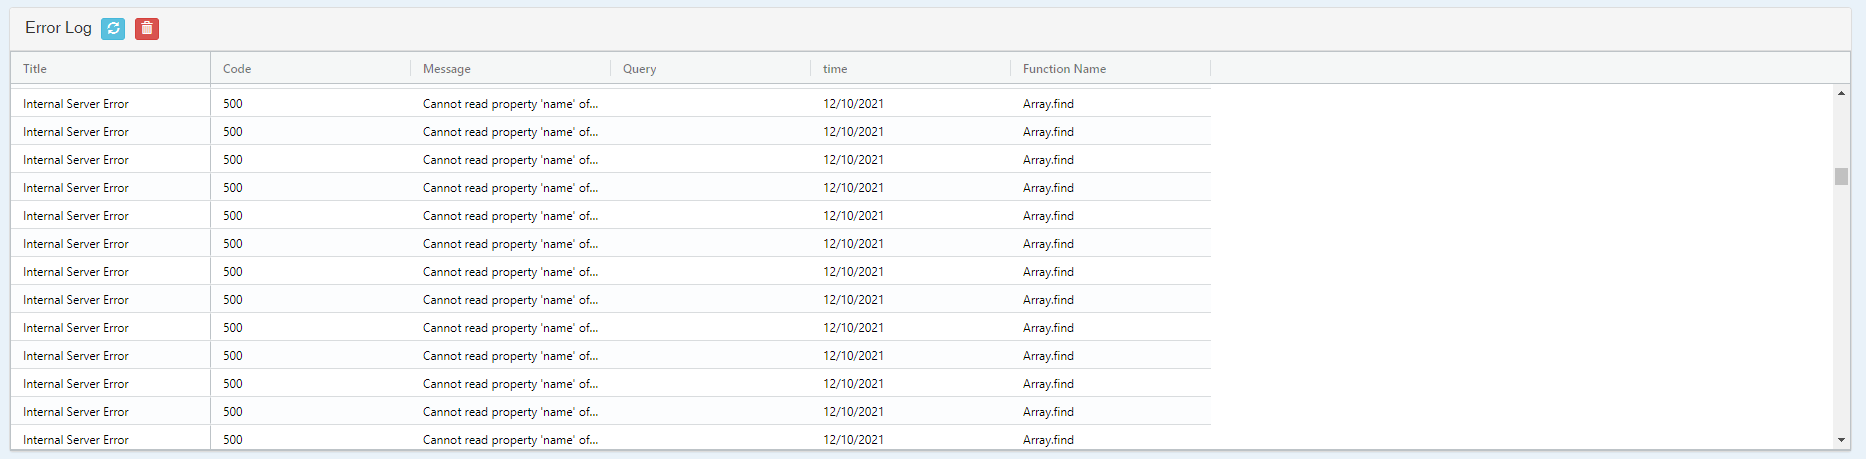 Error Log
Title Code Message Query time Function Name
Internal Server Error 500 Cannot read property 'name' of... 12/10/2021 Array.find
Internal Server Error 500 Cannot read property 'name' of... 12/10/2021 Array.find
Internal Server Error 500 Cannot read property 'name' of... 12/10/2021 Array.find
Internal Server Error 500 Cannot read property 'name' of... 12/10/2021 Array.find
Internal Server Error 500 Cannot read property 'name' of... 12/10/2021 Array.find
Internal Server Error 500 Cannot read property 'name' of... 12/10/2021 Array.find
Internal Server Error 500 Cannot read property 'name' of... 12/10/2021 Array.find
Internal Server Error 500 Cannot read property 'name' of... 12/10/2021 Array.find
Internal Server Error 500 Cannot read property 'name' of... 12/10/2021 Array.find
Internal Server Error 500 Cannot read property 'name' of... 12/10/2021 Array.find
Internal Server Error 500 Cannot read property 'name' of... 12/10/2021 Array.find
Internal Server Error 500 Cannot read property 'name' of... 12/10/2021 Array.find
Internal Server Error 500 Cannot read property 'name' of... 12/10/2021 Array.find